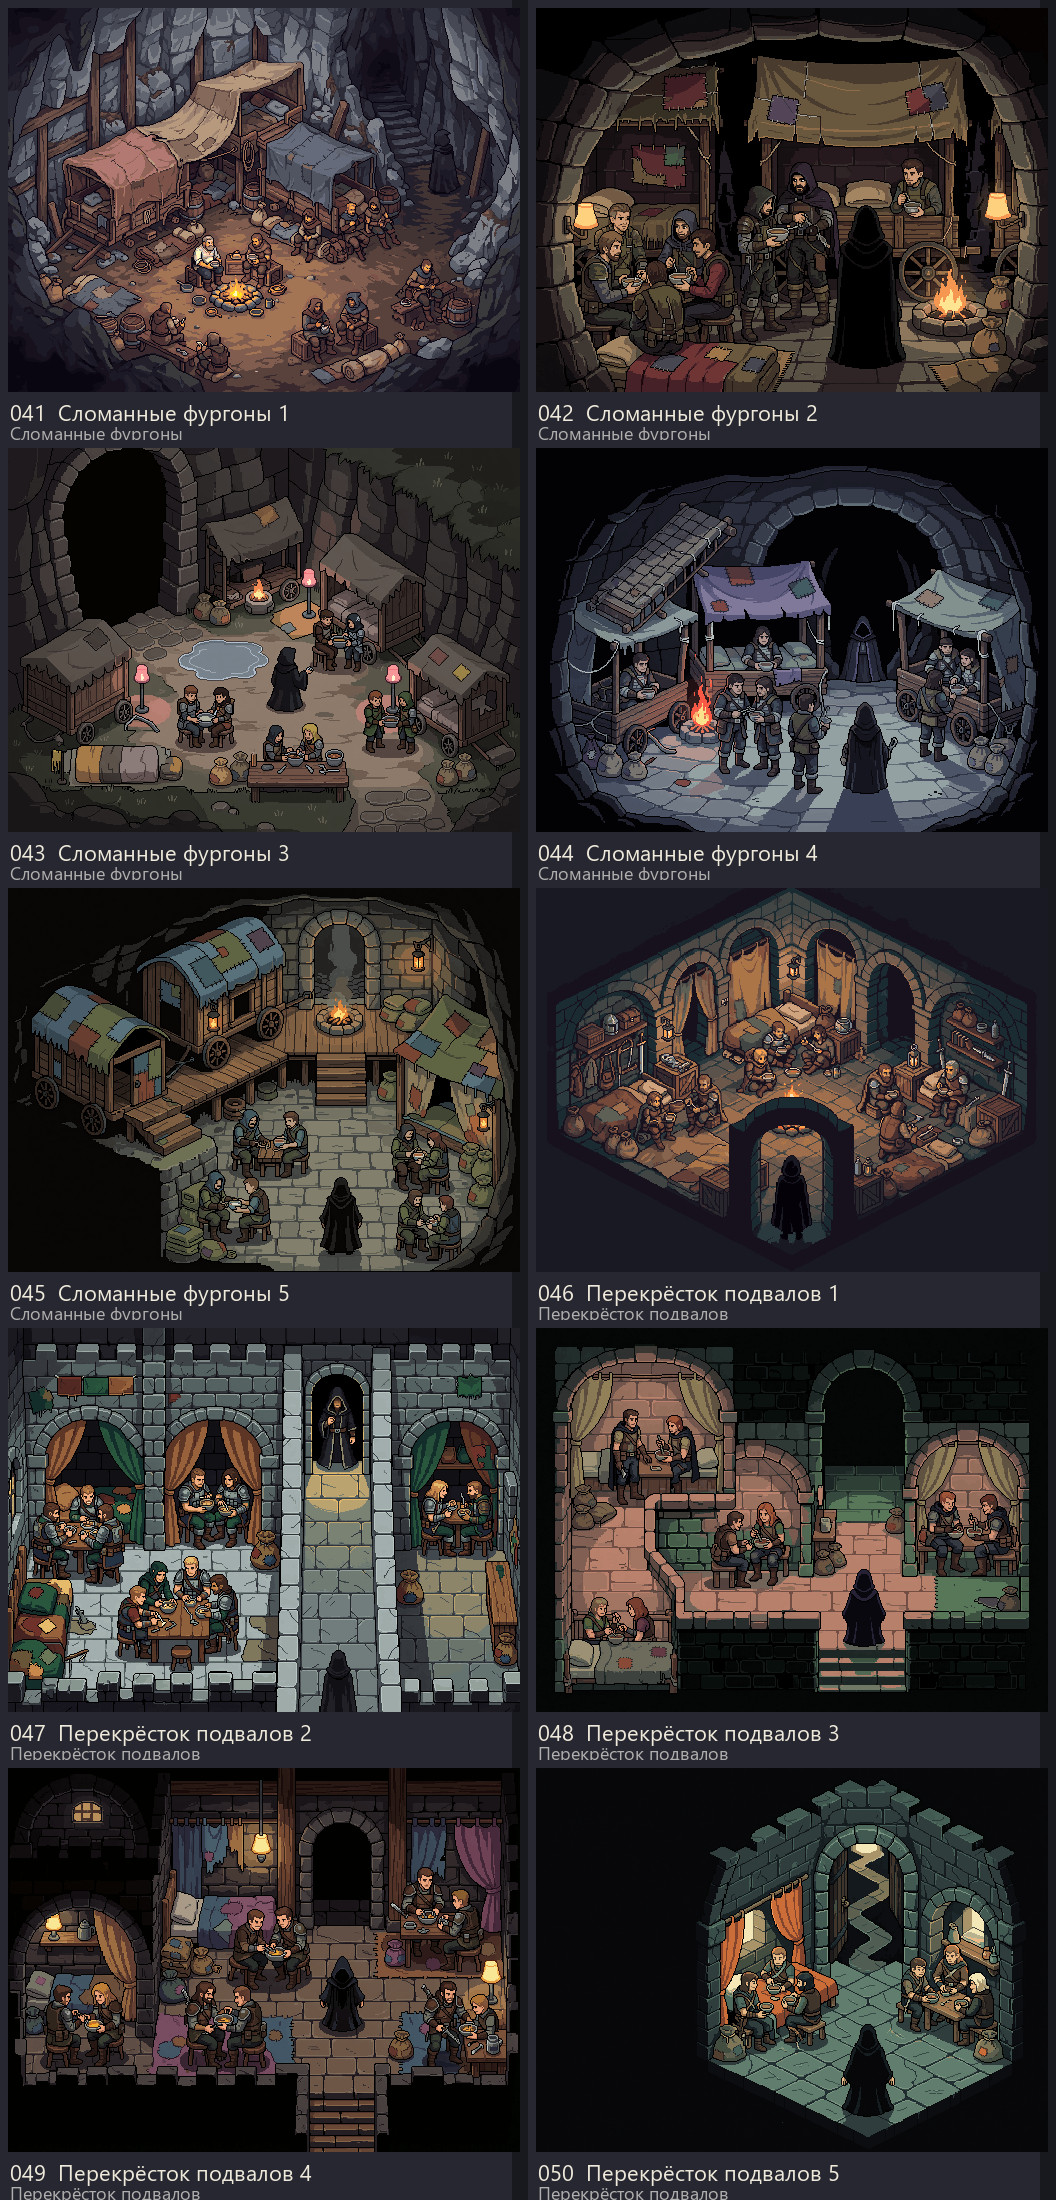 041 Сломанные фургоны 1
Сломанные фургоны
042 Сломанные фургоны 2
Сломанные фургоны
043 Сломанные фургоны 3
Сломанные фургоны
044 Сломанные фургоны 4
Сломанные фургоны
045 Сломанные фургоны 5
Сломанные фургоны
046 Перекрёсток подвалов 1
Перекрёсток подвалов
047 Перекрёсток подвалов 2
Перекрёсток подвалов
048 Перекрёсток подвалов 3
Перекрёсток подвалов
049 Перекрёсток подвалов 4
Перекрёсток подвалов
050 Перекрёсток подвалов 5
Перекрёсток подвалов